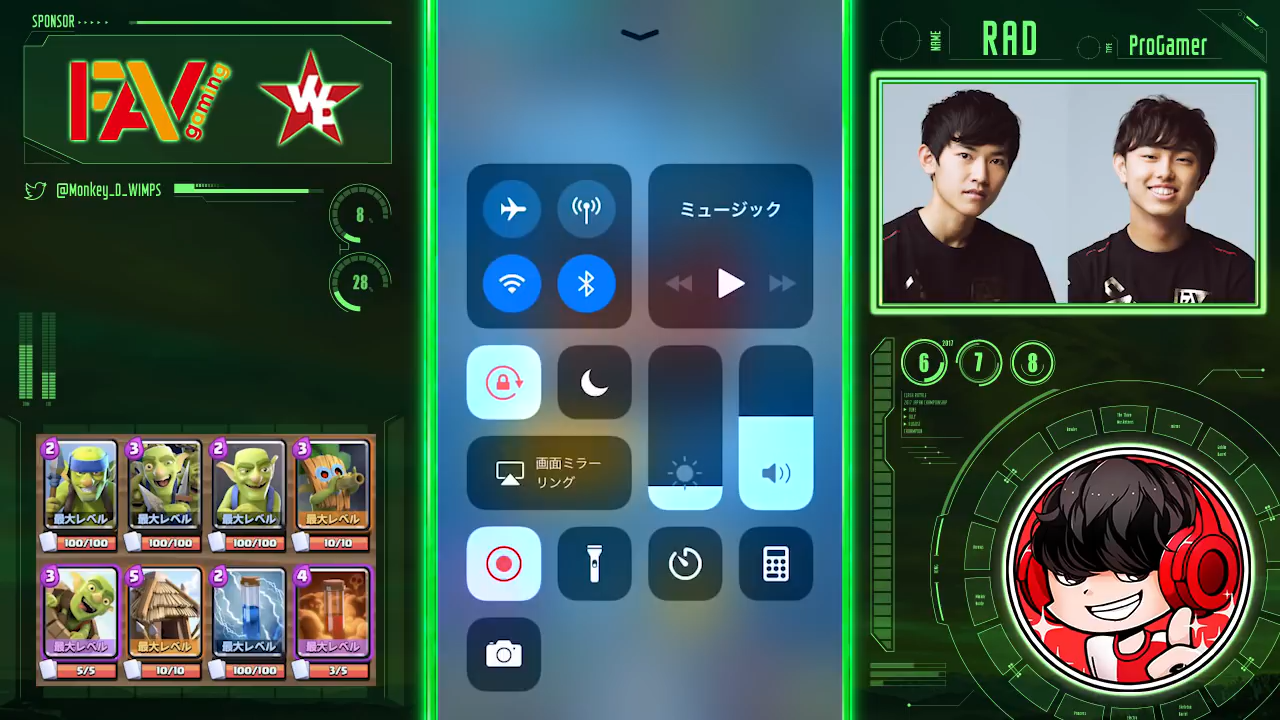 SPONSOR
FAV gaming
WE
@Monkey_D_WIMPS
8
28
2
3
2
3
最大レベル
最大レベル
最大レベル
最大レベル
100/100
100/100
100/100
10/10
3
5
2
4
最大レベル
最大レベル
最大レベル
最大レベル
5/5
10/10
100/100
3/5
ミュージック
画面ミラー
リング
NAME
RAD
TYPE
ProGamer
2017
6
7
8